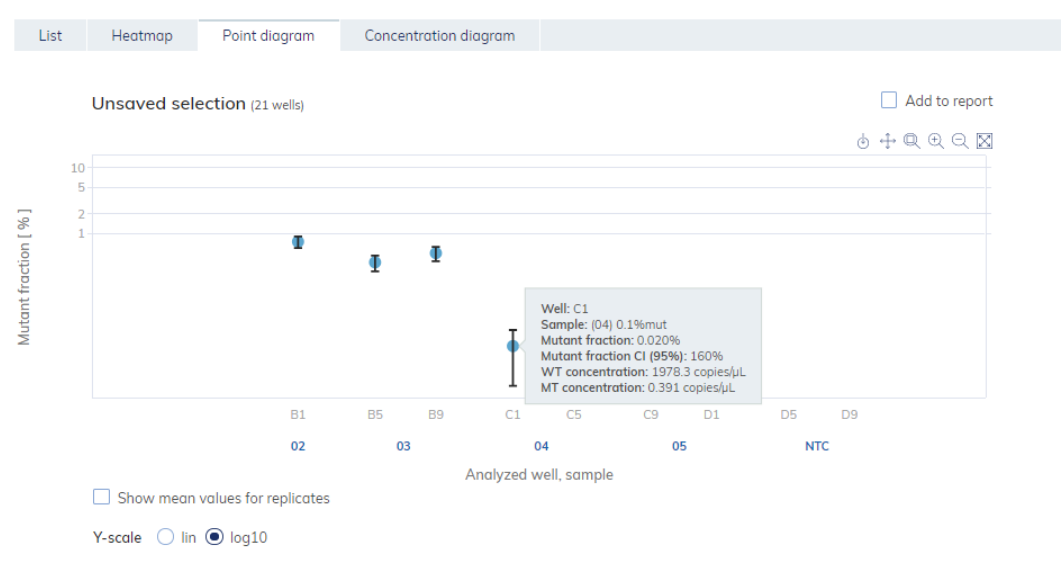 List Heatmap Point diagram Concentration diagram
Unsaved selection (21 wells) Add to report
10
5
2
1
Mutant fraction [ % ]
Well: C1
Sample: (04) 0.1%mut
Mutant fraction: 0.020%
Mutant fraction CI (95%): 160%
WT concentration: 1978.3 copies/µL
MT concentration: 0.391 copies/µL
B1 B5 B9 C1 C5 C9 D1 D5 D9
02 03 04 05 NTC
Analyzed well, sample
Show mean values for replicates
Y-scale lin log10